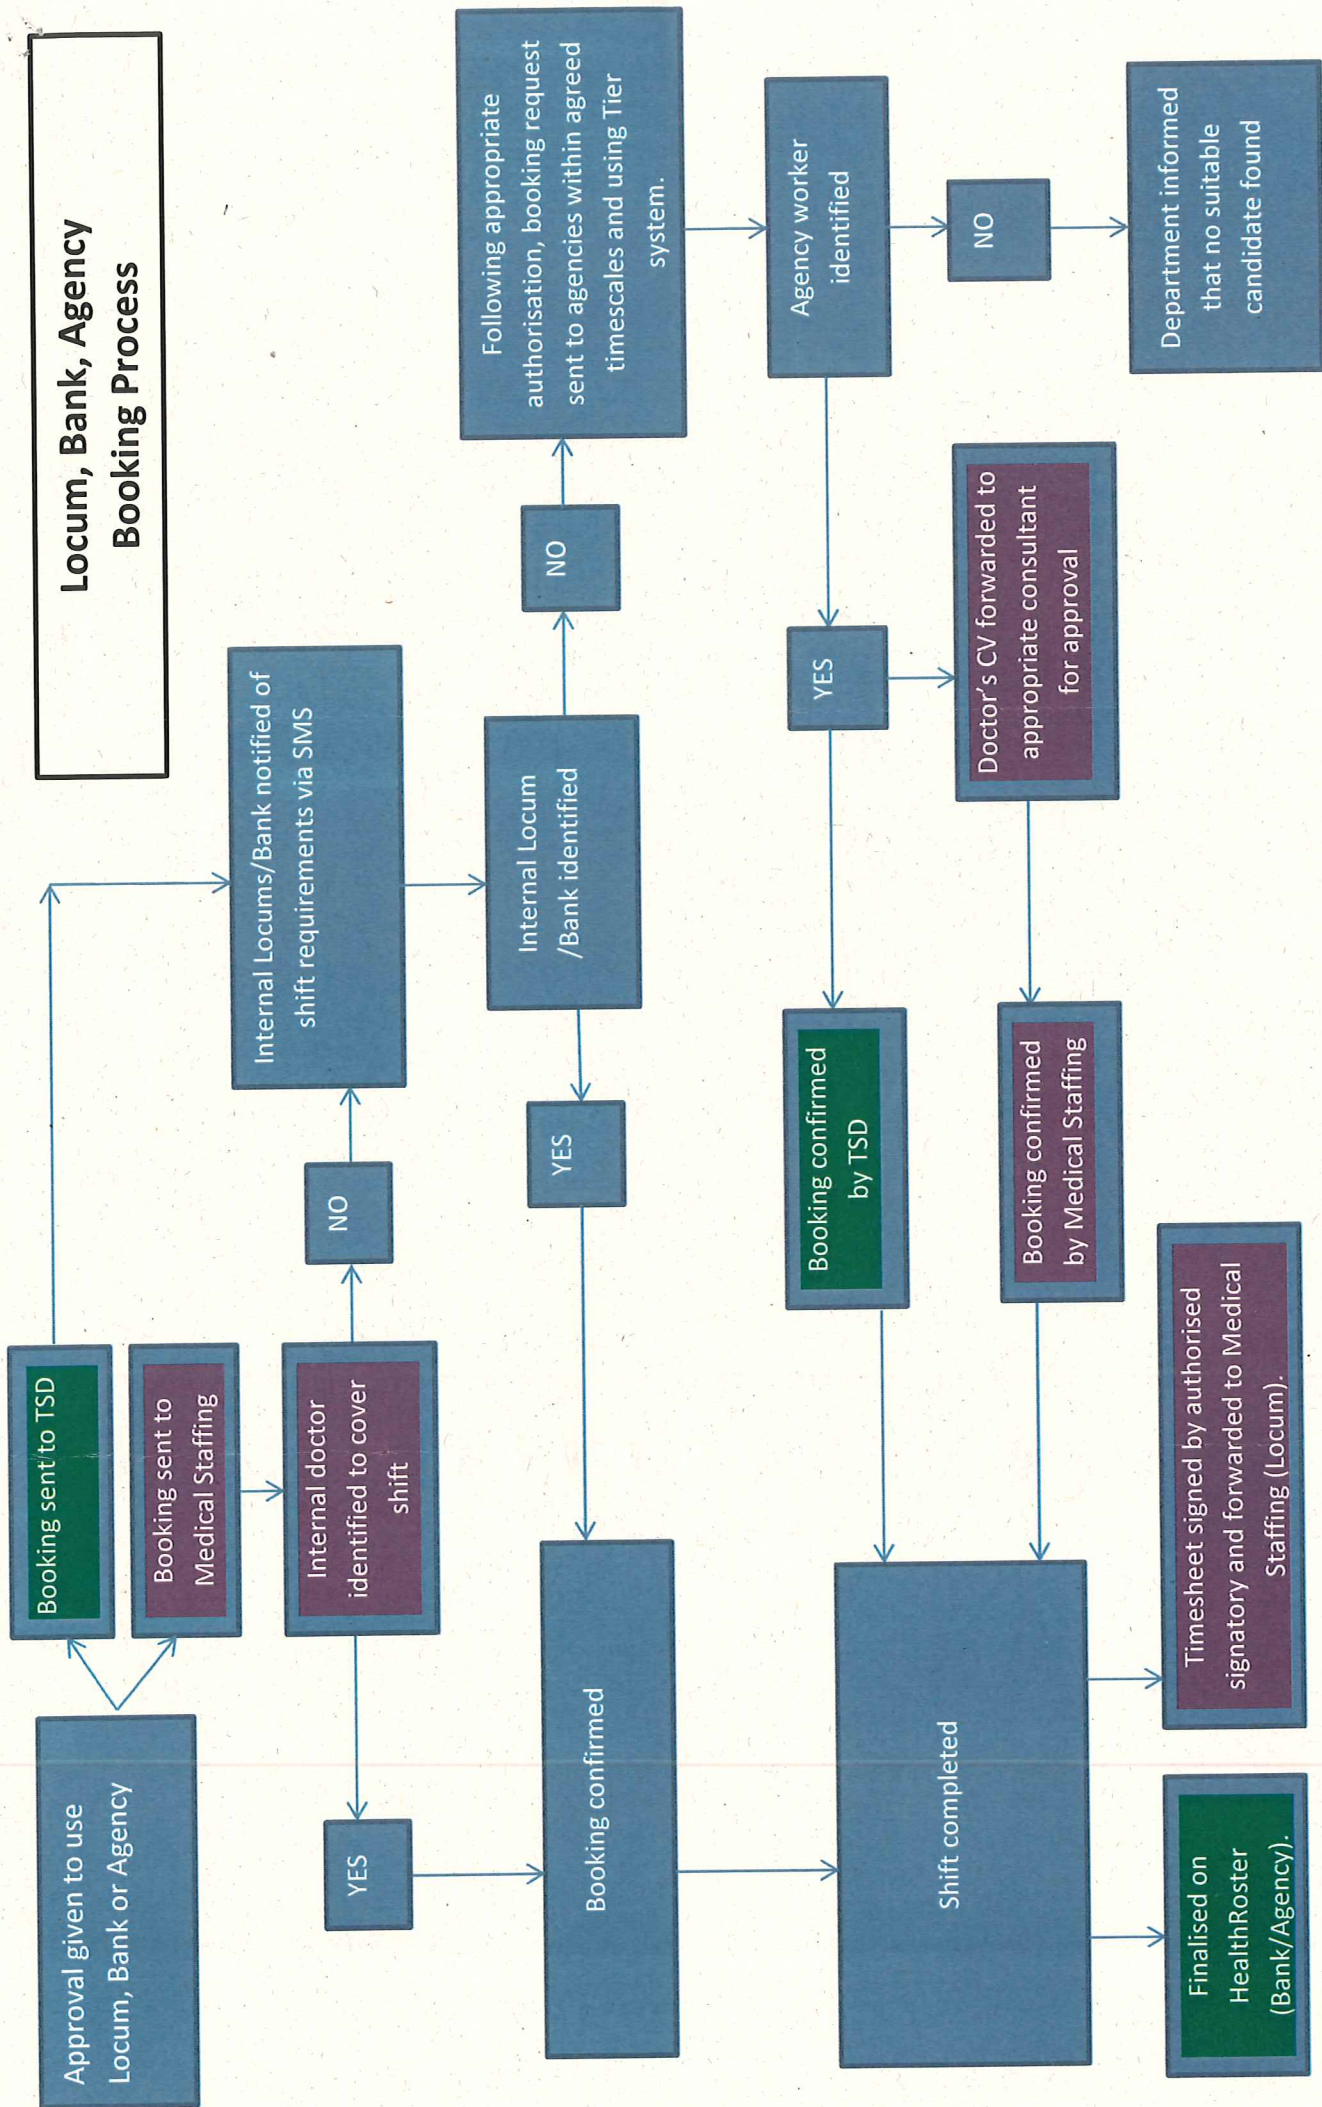 Locum, Bank, Agency
Booking Process
Approval given to use
Locum, Bank or Agency
Booking sent to TSD
Booking sent to
Medical Staffing
Internal doctor
identified to cover
shift
YES
NO
Internal Locums/Bank notified of
shift requirements via SMS
Internal Locum
/Bank identified
YES
NO
Following appropriate
authorisation, booking request
sent to agencies within agreed
timescales and using Tier
system.
Booking confirmed
Agency worker
identified
YES
NO
Department informed
that no suitable
candidate found
Doctor's CV forwarded to
appropriate consultant
for approval
Booking confirmed
by TSD
Booking confirmed
by Medical Staffing
Shift completed
Finalised on
HealthRoster
(Bank/Agency).
Timesheet signed by authorised
signatory and forwarded to Medical
Staffing (Locum).